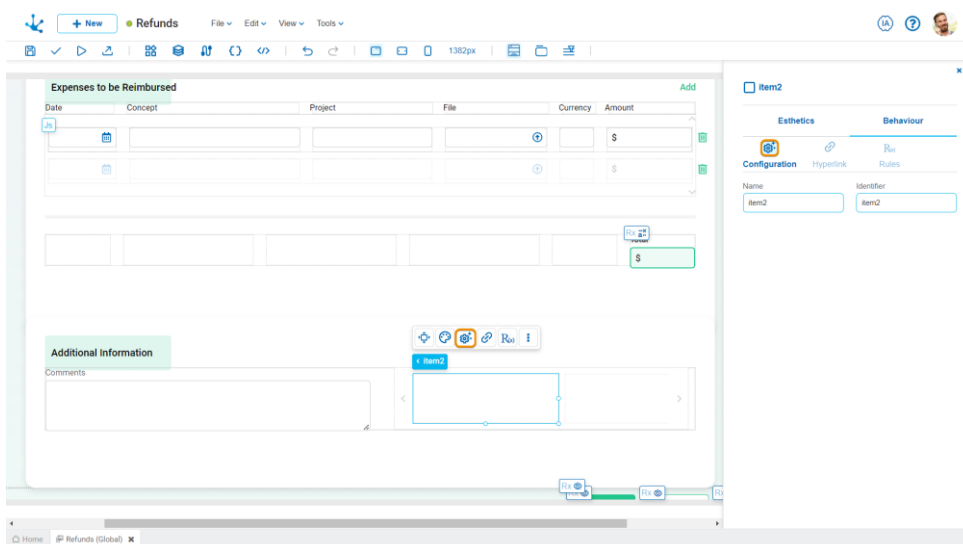 + New
Refunds
File
Edit
View
Tools
IA
?
1382px
Expenses to be Reimbursed
Add
Date
Concept
Project
File
Currency
Amount
Js
$
$
Rx
Total
$
Additional Information
Comments
R(x)
< item2
Rx
Rx
Rx
item2
Esthetics
Behaviour
R(x)
Configuration
Hyperlink
Rules
Name
Identifier
item2
item2
Home
Refunds (Global)